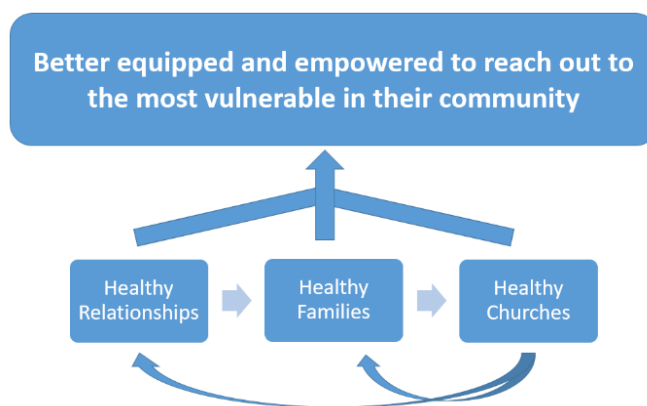 Better equipped and empowered to reach out to
the most vulnerable in their community
Healthy
Relationships
Healthy
Families
Healthy
Churches